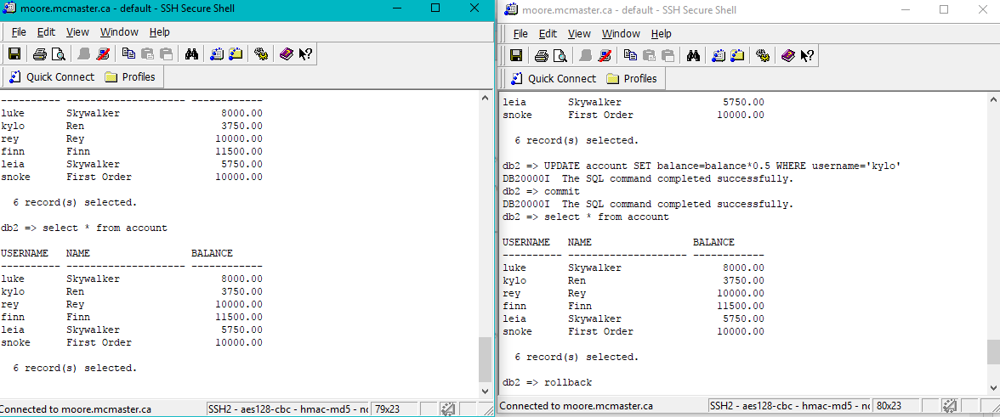 moore.mcmaster.ca - default - SSH Secure Shell
File Edit View Window Help
Quick Connect Profiles
---------- -------------------- ------------
luke Skywalker 8000.00
kylo Ren 3750.00
rey Rey 10000.00
finn Finn 11500.00
leia Skywalker 5750.00
snoke First Order 10000.00
6 record(s) selected.
db2 => select * from account
USERNAME NAME BALANCE
---------- -------------------- ------------
luke Skywalker 8000.00
kylo Ren 3750.00
rey Rey 10000.00
finn Finn 11500.00
leia Skywalker 5750.00
snoke First Order 10000.00
6 record(s) selected.
Connected to moore.mcmaster.ca SSH2 - aes128-cbc - hmac-md5 - nc 79x23
moore.mcmaster.ca - default - SSH Secure Shell
File Edit View Window Help
Quick Connect Profiles
leia Skywalker 5750.00
snoke First Order 10000.00
6 record(s) selected.
db2 => UPDATE account SET balance=balance*0.5 WHERE username='kylo'
DB20000I The SQL command completed successfully.
db2 => commit
DB20000I The SQL command completed successfully.
db2 => select * from account
USERNAME NAME BALANCE
---------- -------------------- ------------
luke Skywalker 8000.00
kylo Ren 3750.00
rey Rey 10000.00
finn Finn 11500.00
leia Skywalker 5750.00
snoke First Order 10000.00
6 record(s) selected.
db2 => rollback
Connected to moore.mcmaster.ca SSH2 - aes128-cbc - hmac-md5 - nc 80x23